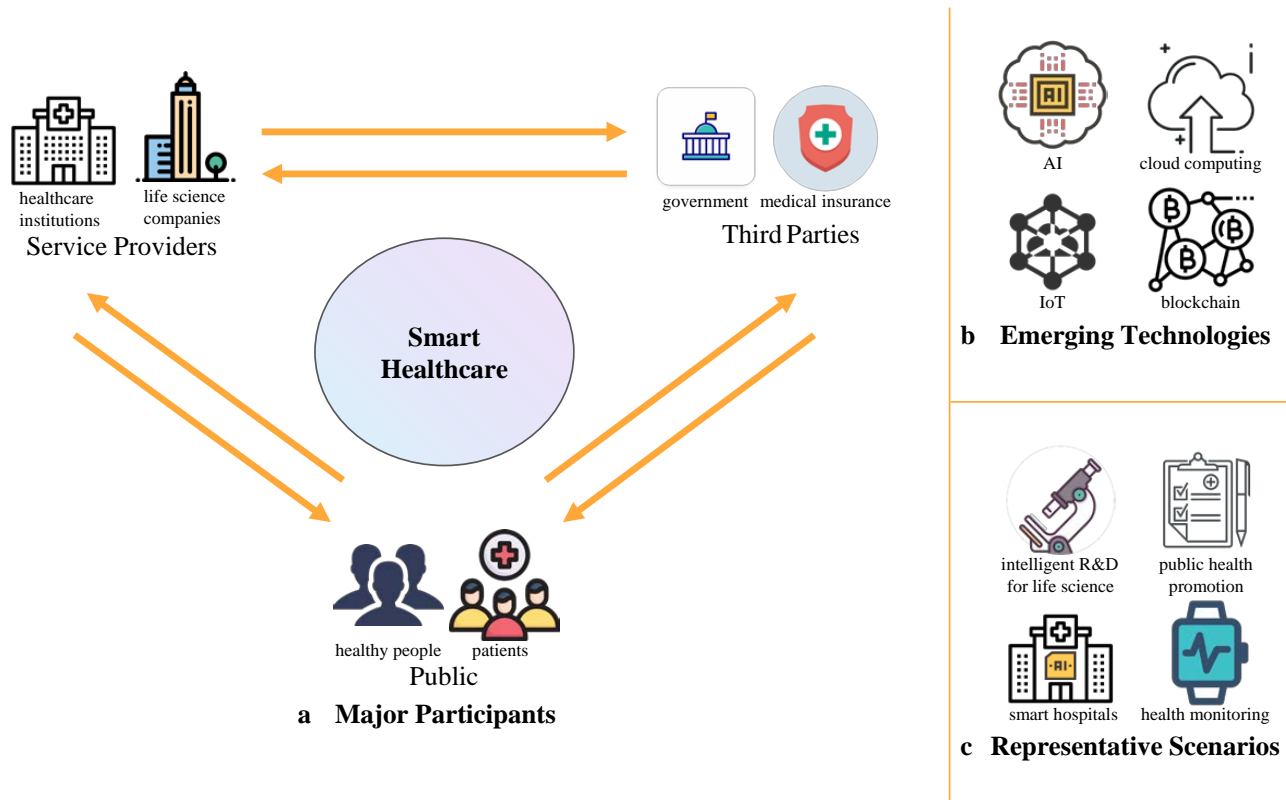 healthcare
institutions
life science
companies
Service Providers
government
medical insurance
Third Parties
Smart
Healthcare
healthy people
patients
Public
a Major Participants
AI
AI
cloud computing
IoT
blockchain
b Emerging Technologies
intelligent R&D
for life science
public health
promotion
AI
smart hospitals
health monitoring
c Representative Scenarios